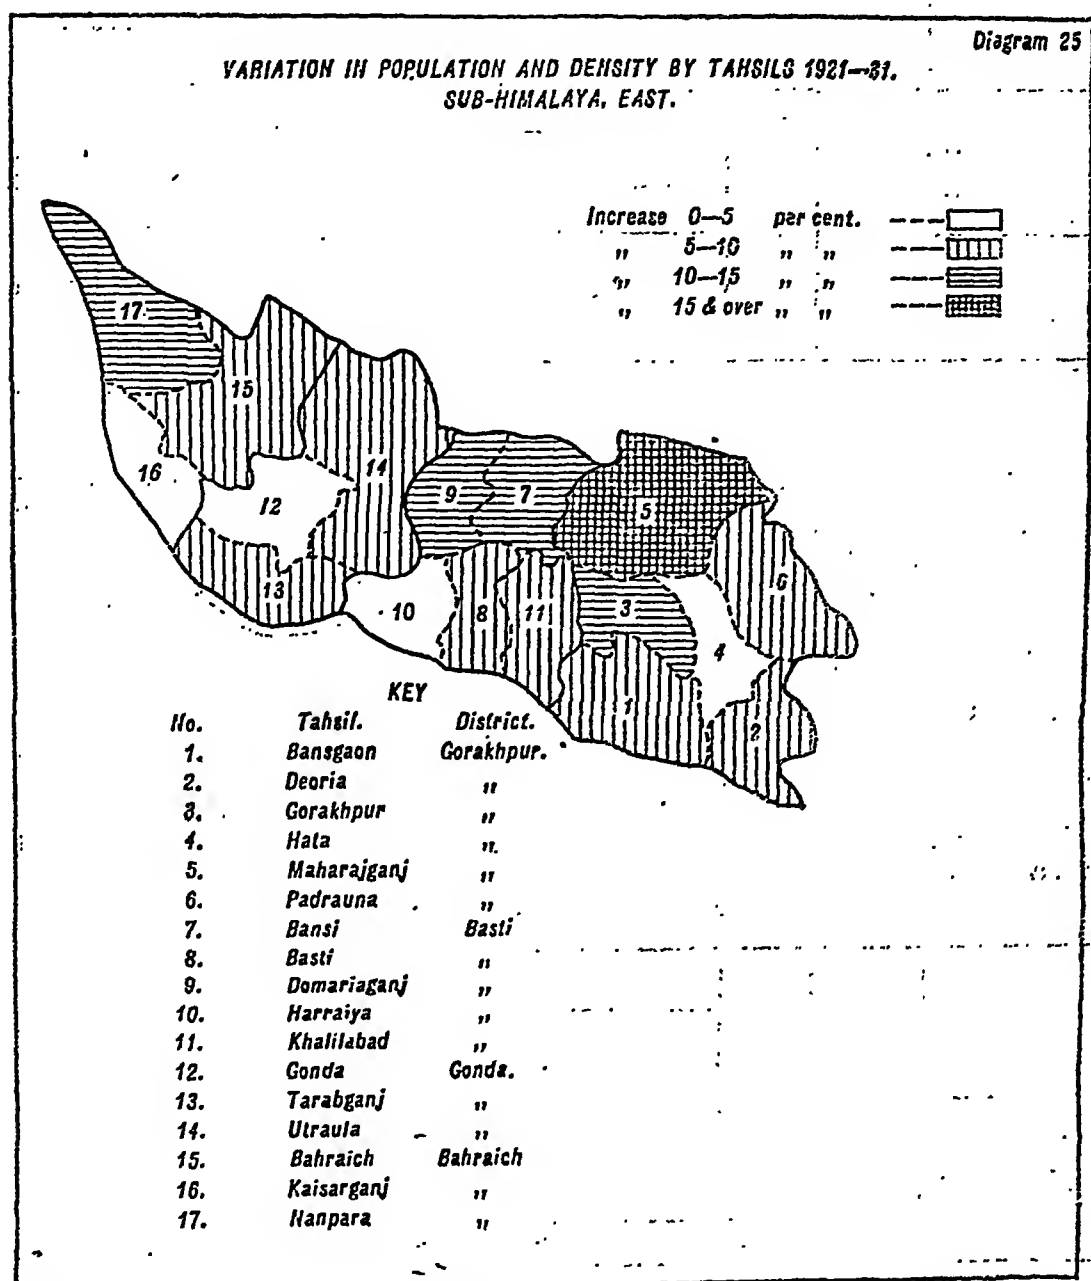 Diagram 25
VARIATION IN POPULATION AND DENSITY BY TAHSILS 1921—31.
SUB-HIMALAYA, EAST.
Increase 0—5 per cent.
„ 5—10 „ „
„ 10—15 „ „
„ 15 & over „ „
17
15
14
16
12
9
7
5
13
10
8
11
3
6
4
1
2
KEY
No. Tahsil. District.
1. Bansgaon Gorakhpur.
2. Deoria „
3. Gorakhpur „
4. Hata „
5. Maharajganj „
6. Padrauna „
7. Bansi Basti
8. Basti „
9. Domariaganj „
10. Harraiya „
11. Khalilabad „
12. Gonda Gonda.
13. Tarabganj „
14. Utraula „
15. Bahraich Bahraich
16. Kaisarganj „
17. Nanpara „